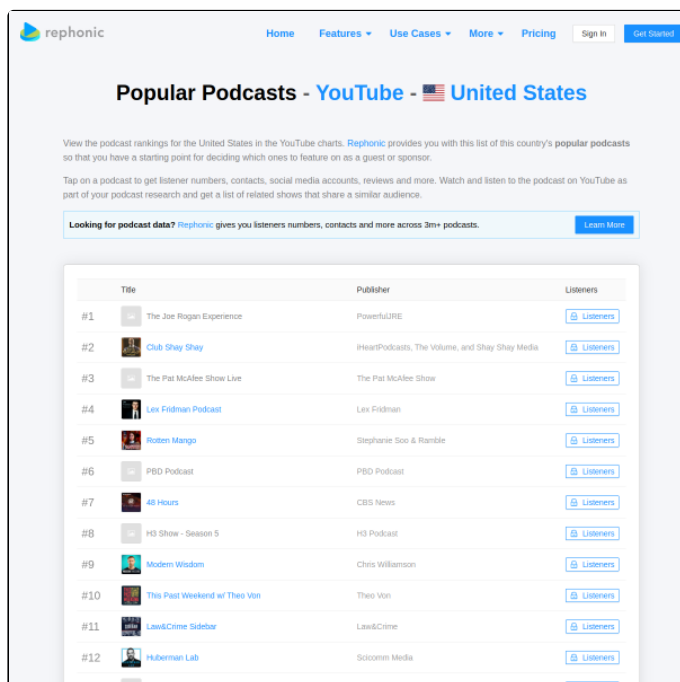 rephonic
Home Features Use Cases More Pricing Sign In Get Started
Popular Podcasts - YouTube - United States
View the podcast rankings for the United States in the YouTube charts. Rephonic provides you with this list of this country's popular podcasts
so that you have a starting point for deciding which ones to feature on as a guest or sponsor.
Tap on a podcast to get listener numbers, contacts, social media accounts, reviews and more. Watch and listen to the podcast on YouTube as
part of your podcast research and get a list of related shows that share a similar audience.
Looking for podcast data? Rephonic gives you listeners numbers, contacts and more across 3m+ podcasts. Learn More
Title Publisher Listeners
#1 The Joe Rogan Experience PowerfulJRE Listeners
#2 Club Shay Shay iHeartPodcasts, The Volume, and Shay Shay Media Listeners
#3 The Pat McAfee Show Live The Pat McAfee Show Listeners
#4 Lex Fridman Podcast Lex Fridman Listeners
#5 Rotten Mango Stephanie Soo & Ramble Listeners
#6 PBD Podcast PBD Podcast Listeners
#7 48 Hours CBS News Listeners
#8 H3 Show - Season 5 H3 Podcast Listeners
#9 Modern Wisdom Chris Williamson Listeners
#10 This Past Weekend w/ Theo Von Theo Von Listeners
#11 Law&Crime Sidebar Law&Crime Listeners
#12 Huberman Lab Scicomm Media Listeners